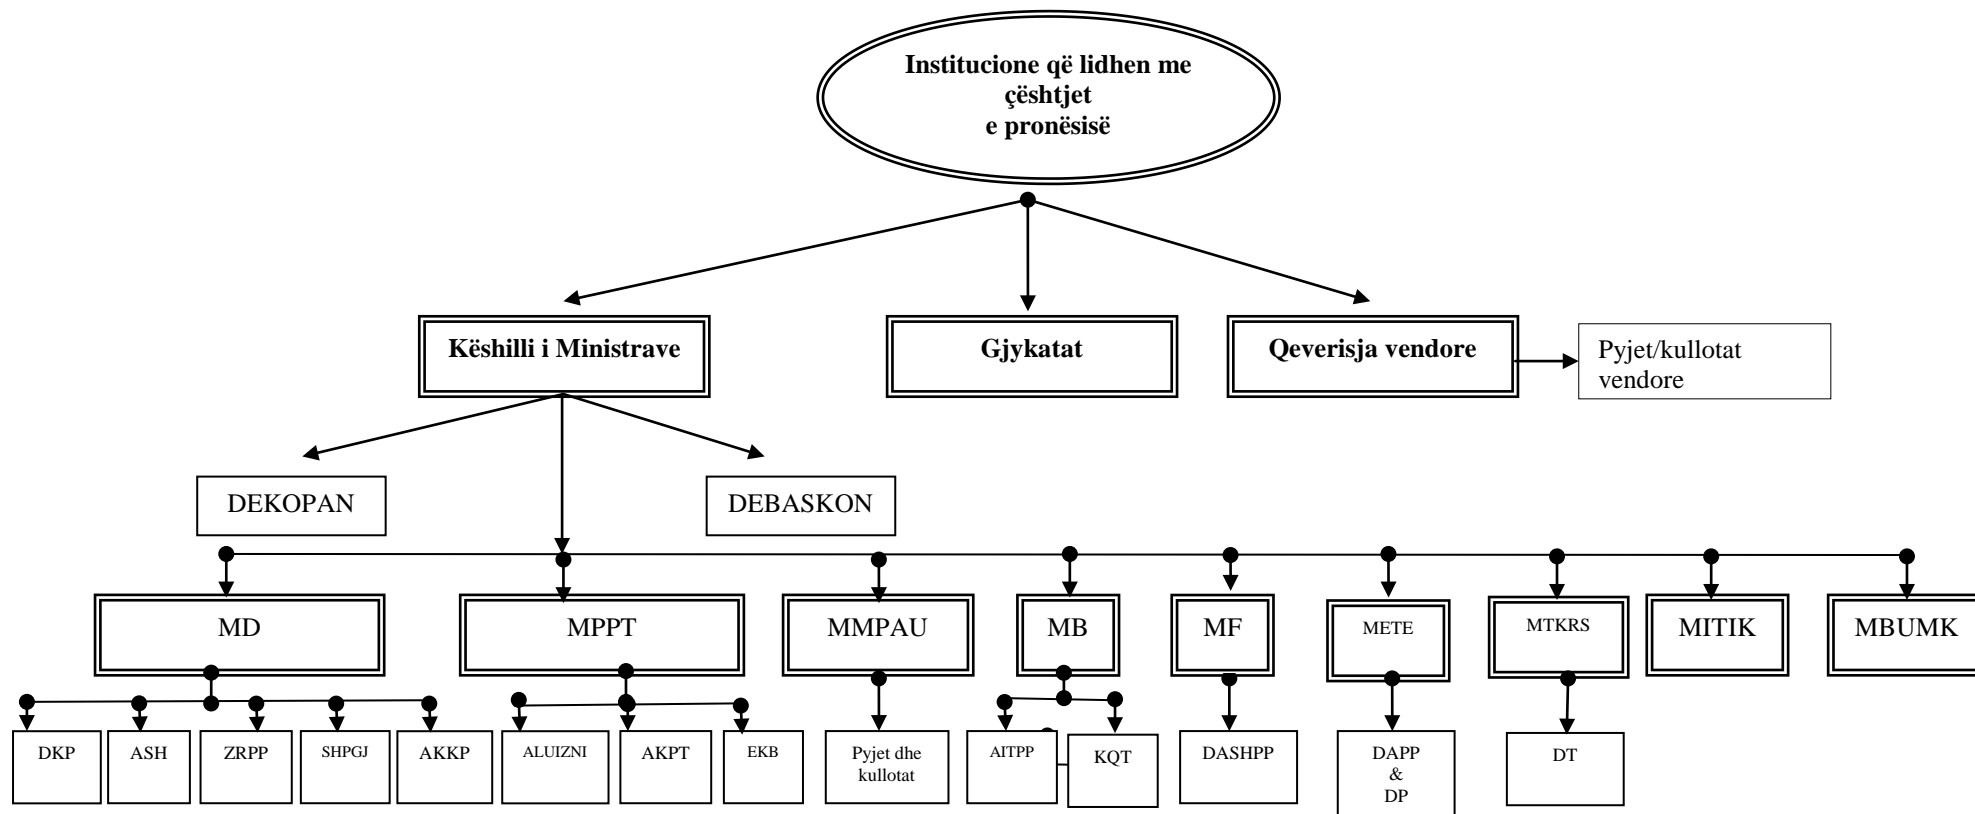 Institucione që lidhen me
çështjet
e pronësisë
Këshilli i Ministrave
Gjykatat
Qeverisja vendore
Pyjet/kullotat
vendore
DEKOPAN
DEBASKON
MD
MPPT
MMPAU
MB
MF
METE
MTKRS
MITIK
MBUMK
DKP
ASH
ZRPP
SHPGJ
AKKP
ALUIZNI
AKPT
EKB
Pyjet dhe
kullotat
AITPP
KQT
DASHPP
DAPP
&
DP
DT